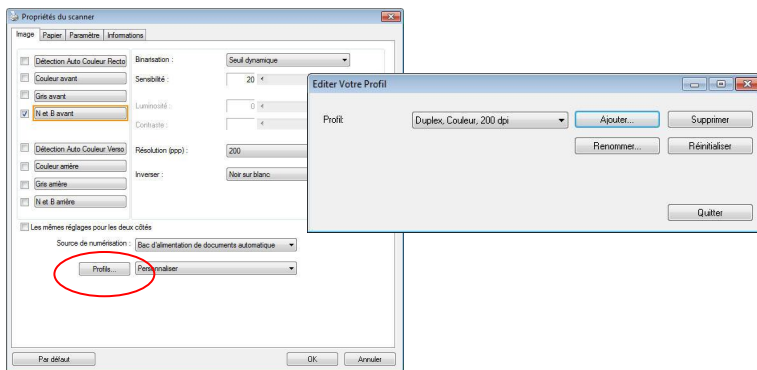 Propriétés du scanner
Image Papier Paramètre Informations
Détection Auto Couleur Recto
Couleur avant
Gris avant
N et B avant
Détection Auto Couleur Verso
Couleur arrière
Gris arrière
N et B arrière
Binarisation : Seuil dynamique
Sensibilité : 20
Luminosité : 0
Contraste :
Résolution (ppp) : 200
Inverser : Noir sur blanc
Les mêmes réglages pour les deux côtés
Source de numérisation : Bac d'alimentation de documents automatique
Profils... Personnaliser
Par défaut OK Annuler
Editer Votre Profil
Profil: Duplex, Couleur, 200 dpi Ajouter... Supprimer
Renommer... Réinitialiser
Quitter